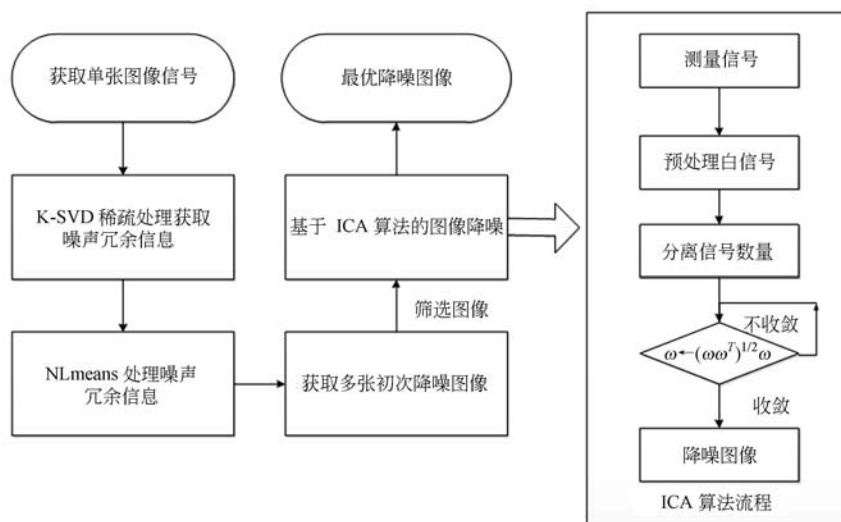 获取单张图像信号
K-SVD 稀疏处理获取
噪声冗余信息
NLmeans 处理噪声
冗余信息
获取多张初次降噪图像
筛选图像
基于 ICA 算法的图像降噪
最优降噪图像
测量信号
预处理白信号
分离信号数量
不收敛
ω←(ωω^T)^{1/2}ω
收敛
降噪图像
ICA 算法流程